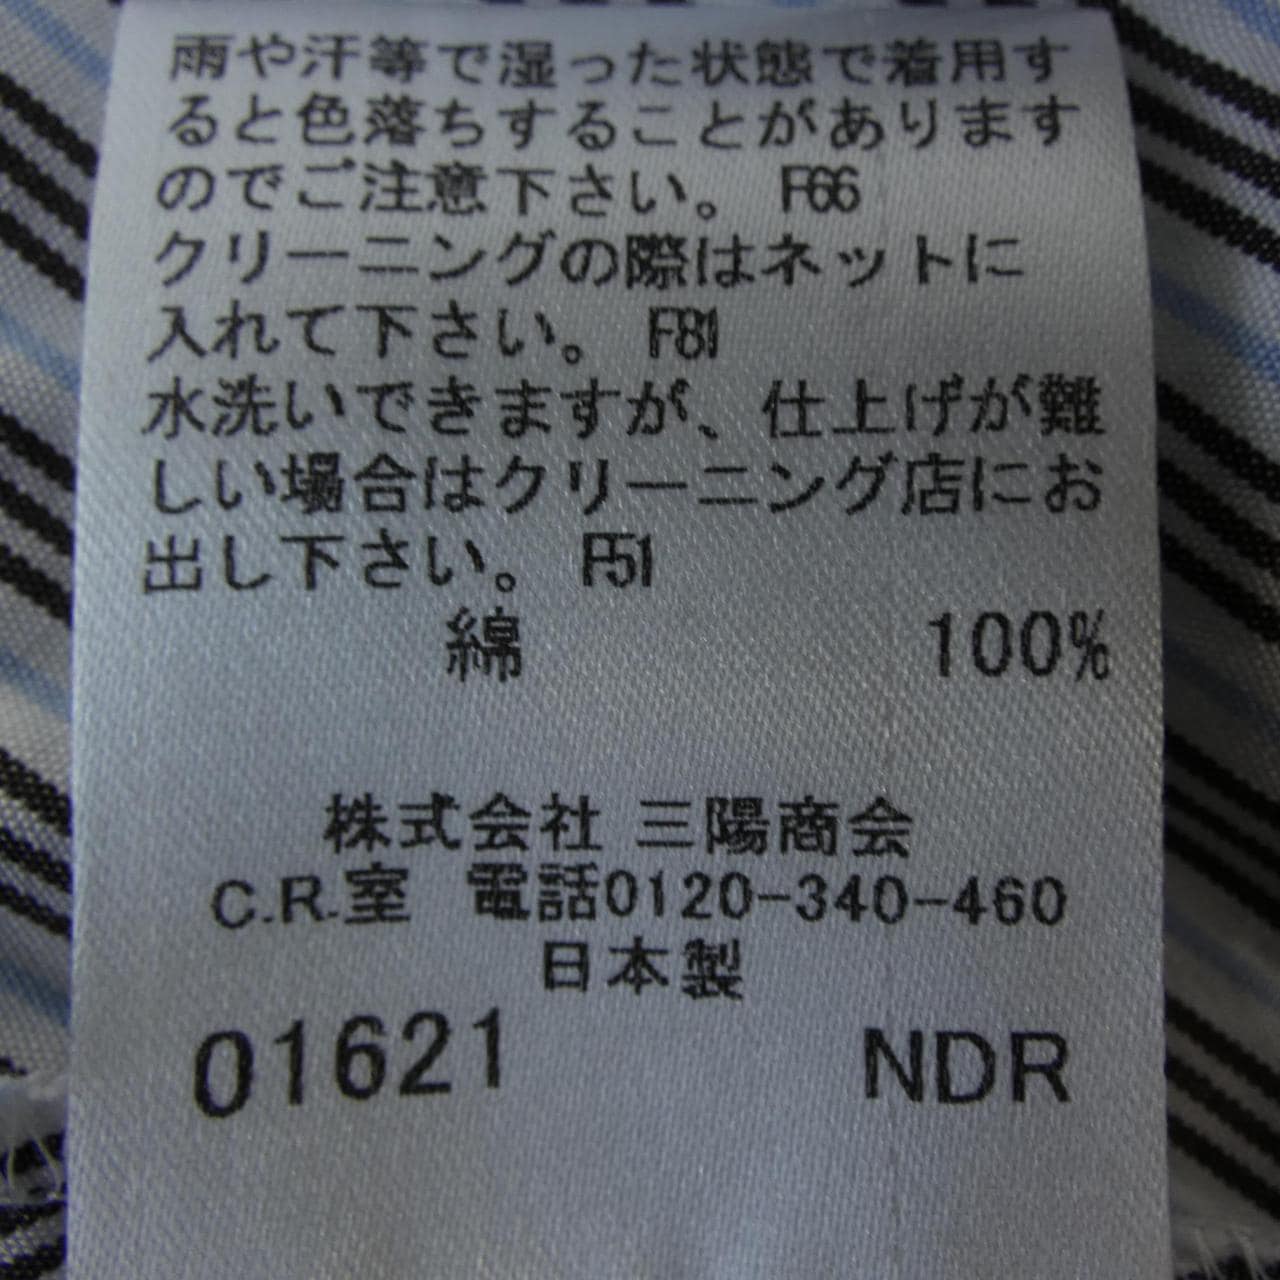 雨や汗等で湿った状態で着用す
ると色落ちすることがあります
のでご注意下さい。 F66
クリーニングの際はネットに
入れて下さい。 F81
水洗いできますが、仕上げが難
しい場合はクリーニング店にお
出し下さい。 F51
綿 100%
株式会社 三陽商会
C.R.室 電話0120-340-460
日本製
01621 NDR